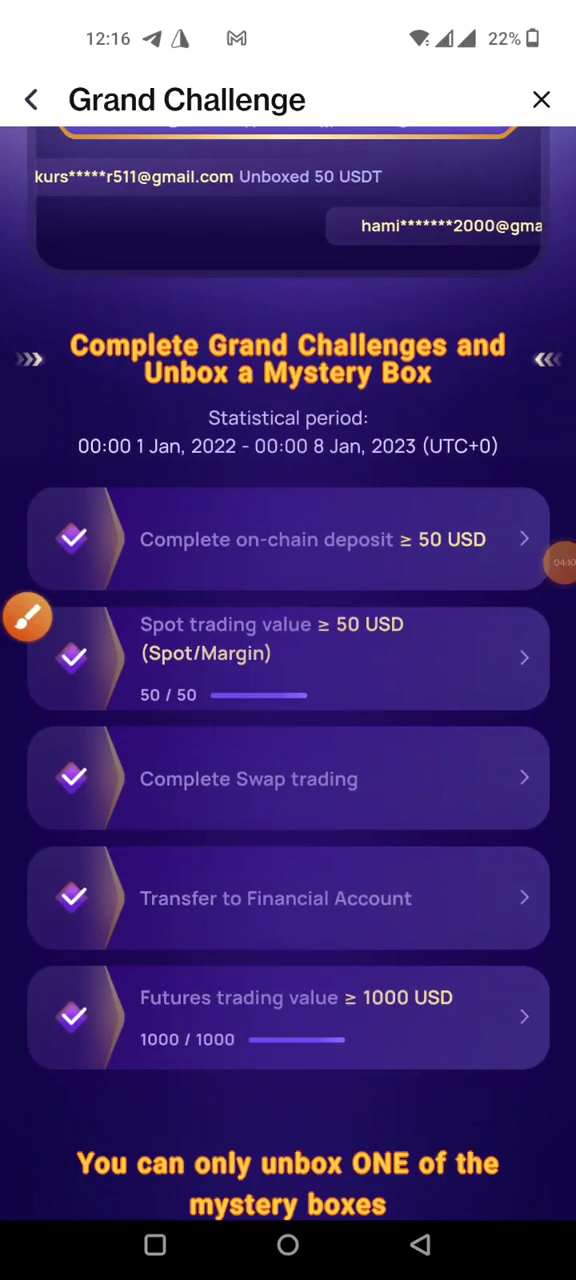 12:16
22%
Grand Challenge
kurs*****r511@gmail.com Unboxed 50 USDT
hami*******2000@gma
Complete Grand Challenges and
Unbox a Mystery Box
Statistical period:
00:00 1 Jan, 2022 - 00:00 8 Jan, 2023 (UTC+0)
Complete on-chain deposit ≥ 50 USD
04:10
Spot trading value ≥ 50 USD
(Spot/Margin)
50 / 50
Complete Swap trading
Transfer to Financial Account
Futures trading value ≥ 1000 USD
1000 / 1000
You can only unbox ONE of the
mystery boxes